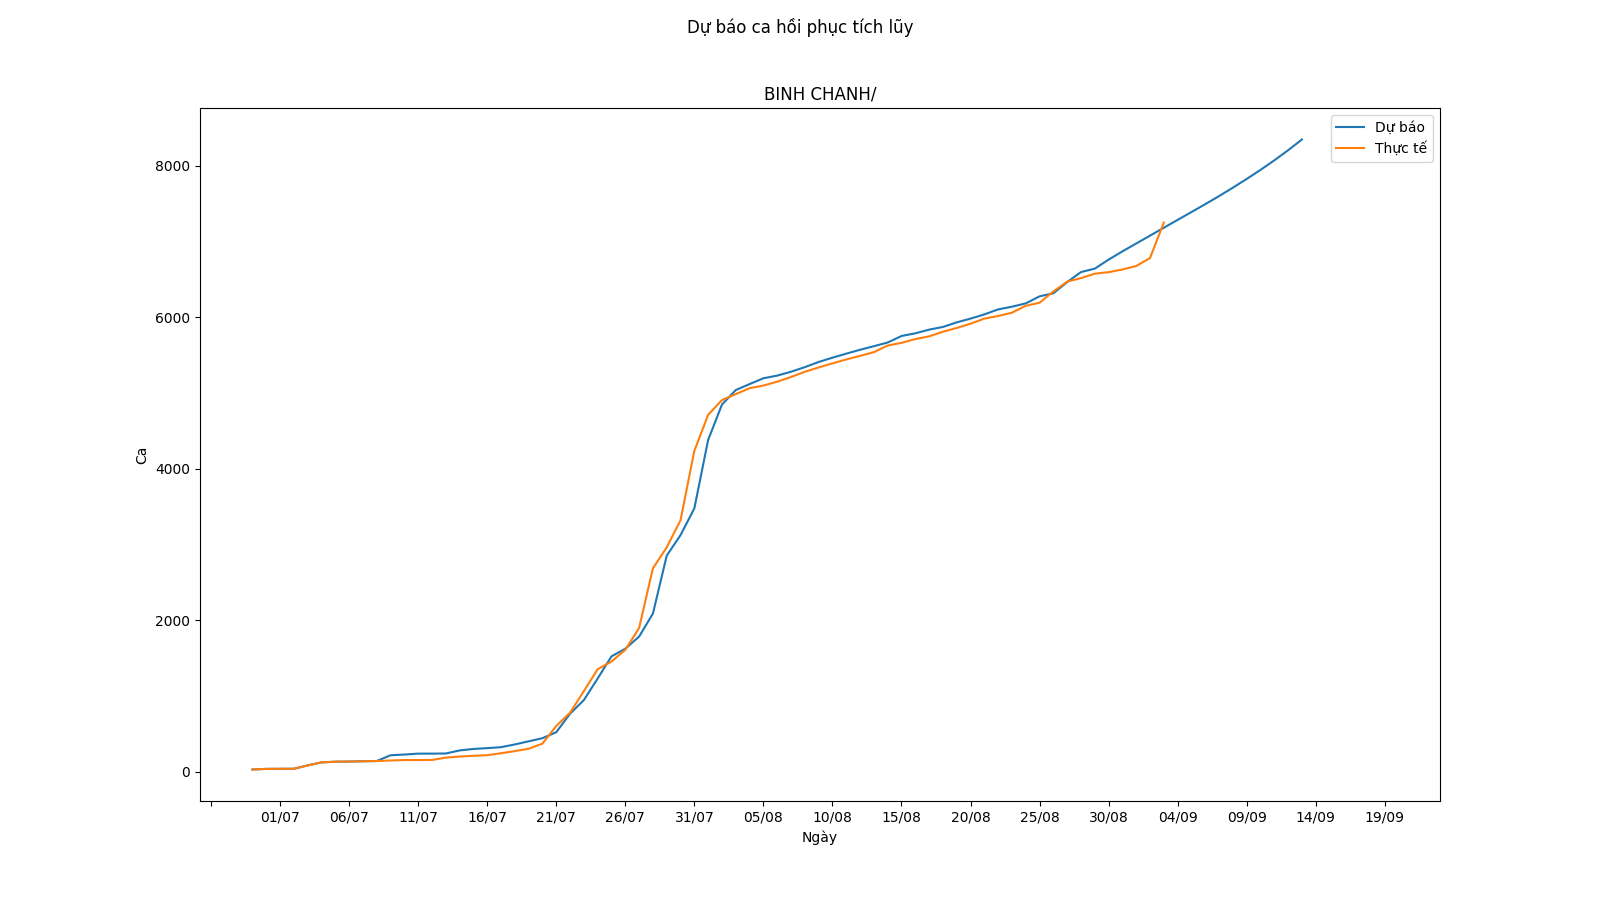 Dự báo ca hồi phục tích lũy
BINH CHANH/
Dự báo
Thực tế
8000
6000
4000
2000
0
Ca
01/07 06/07 11/07 16/07 21/07 26/07 31/07 05/08 10/08 15/08 20/08 25/08 30/08 04/09 09/09 14/09 19/09
Ngày